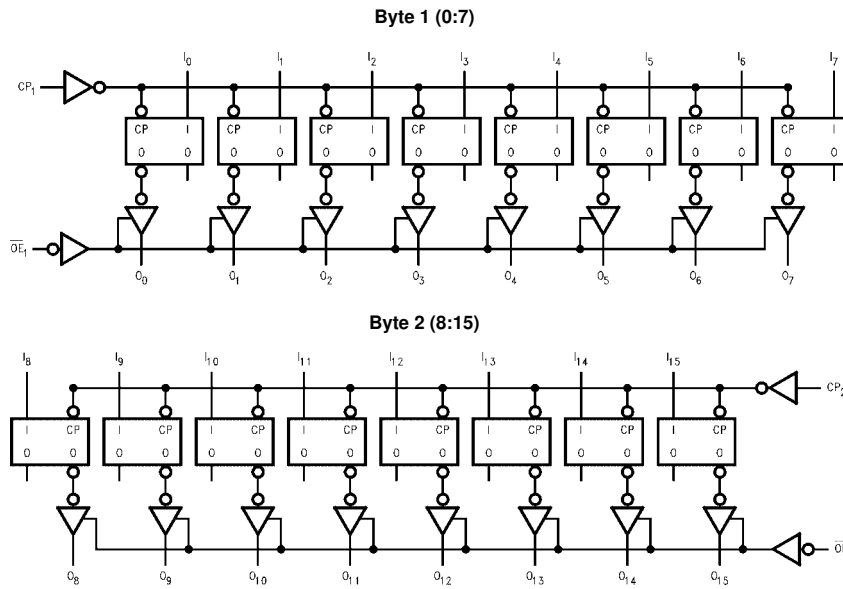 Byte 1 (0:7)
I0 I1 I2 I3 I4 I5 I6 I7
CP1
CP I CP I CP I CP I CP I CP I CP I CP I
O O O O O O O O O O O O O O O O
OE1
O0 O1 O2 O3 O4 O5 O6 O7
Byte 2 (8:15)
I8 I9 I10 I11 I12 I13 I14 I15
CP2
I CP I CP I CP I CP I CP I CP I CP I CP
O O O O O O O O O O O O O O O O
O8 O9 O10 O11 O12 O13 O14 O15